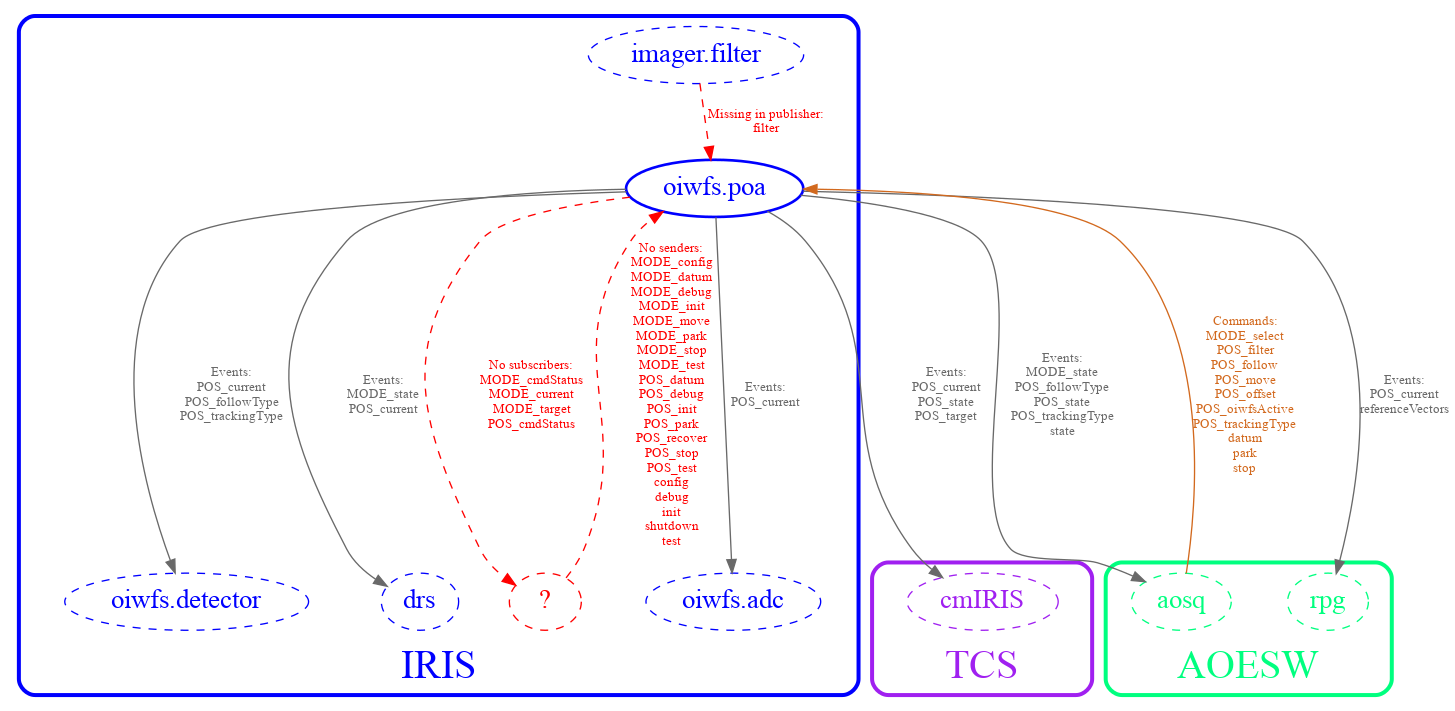 imager.filter
Missing in publisher:
filter
oiwfs.poa
Events:
POS_current
POS_followType
POS_trackingType
Events:
MODE_state
POS_current
No subscribers:
MODE_cmdStatus
MODE_current
MODE_target
POS_cmdStatus
No senders:
MODE_config
MODE_datum
MODE_debug
MODE_init
MODE_move
MODE_park
MODE_stop
MODE_test
POS_datum
POS_debug
POS_init
POS_park
POS_recover
POS_stop
POS_test
config
debug
init
shutdown
test
Events:
POS_current
Events:
POS_current
POS_state
POS_target
Events:
MODE_state
POS_followType
POS_state
POS_trackingType
state
Commands:
MODE_select
POS_filter
POS_follow
POS_move
POS_offset
POS_oiwfsActive
POS_trackingType
datum
park
stop
Events:
POS_current
referenceVectors
oiwfs.detector
drs
?
oiwfs.adc
cmIRIS
aosq
rpg
IRIS
TCS
AOESW